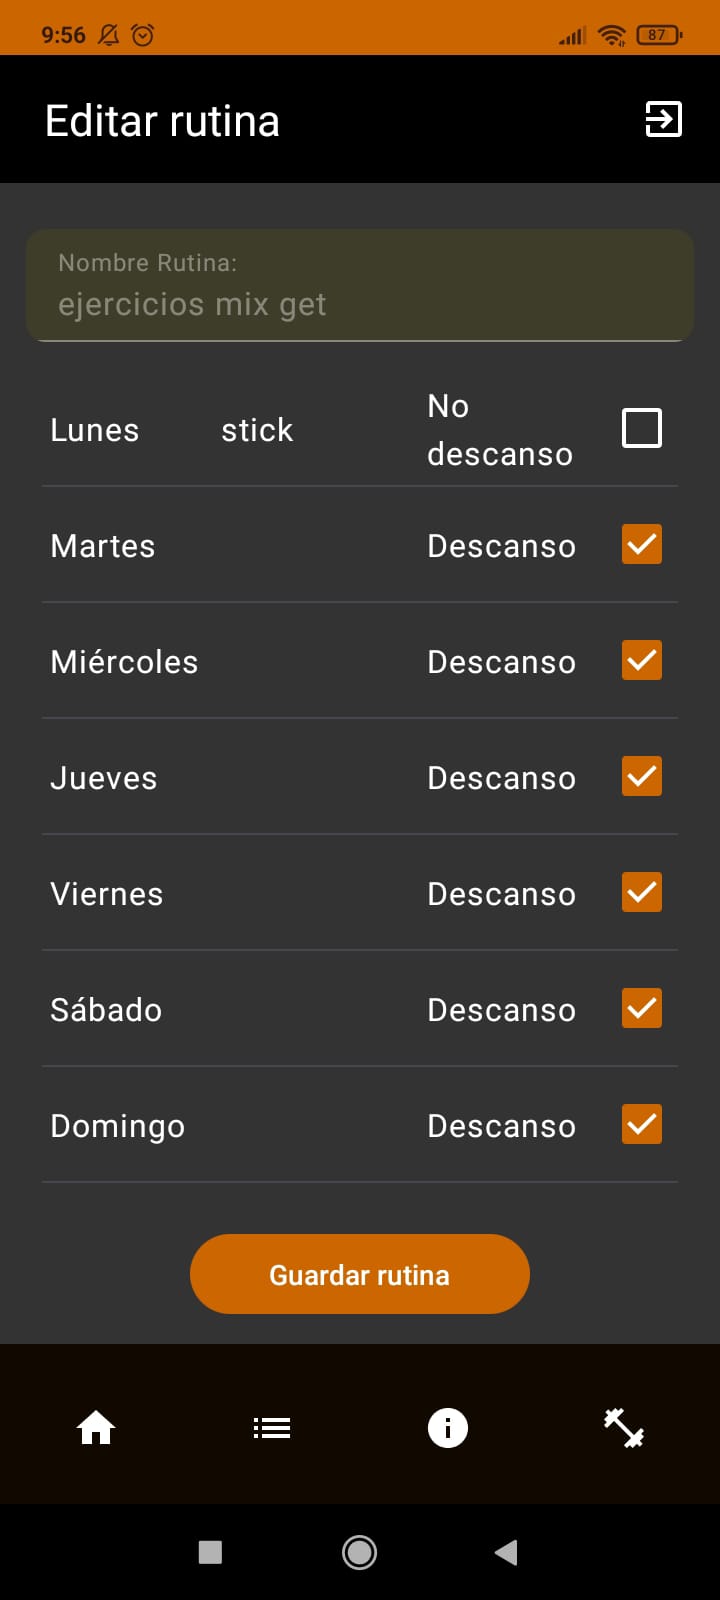 9:56
87
Editar rutina
Nombre Rutina:
ejercicios mix get
Lunes stick No descanso
Martes Descanso
Miércoles Descanso
Jueves Descanso
Viernes Descanso
Sábado Descanso
Domingo Descanso
Guardar rutina